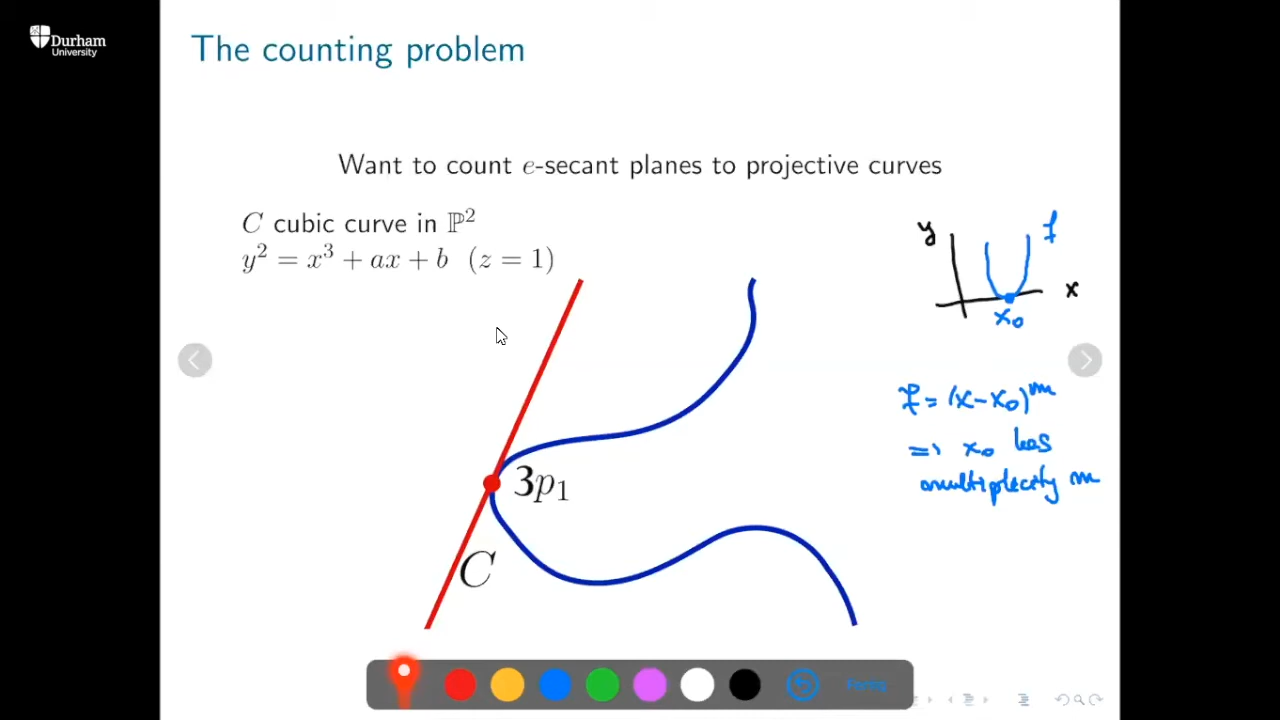 Durham
University
The counting problem
Want to count e-secant planes to projective curves
C cubic curve in ℙ²
y² = x³ + ax + b (z = 1)
y
f
x
x₀
f = (x-x₀)ᵐ
=> x₀ has
multiplicity m
3p₁
C